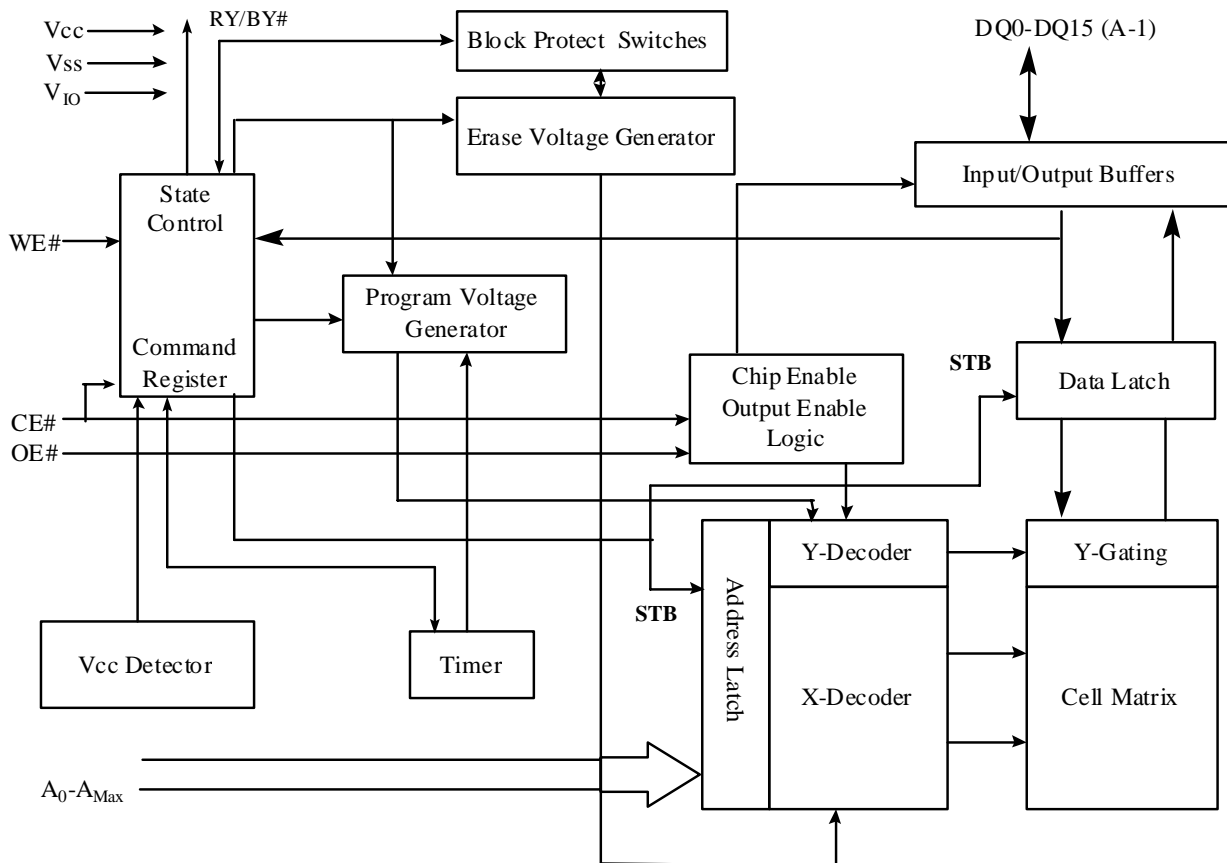 RY/BY#
Vcc
Vss
V_IO
Block Protect Switches
DQ0-DQ15 (A-1)
Erase Voltage Generator
Input/Output Buffers
State
Control
WE#
Program Voltage
Generator
Command
Register
STB
Chip Enable
Output Enable
Logic
Data Latch
CE#
OE#
Address Latch
Y-Decoder
Y-Gating
STB
Vcc Detector
Timer
X-Decoder
Cell Matrix
A0-AMax